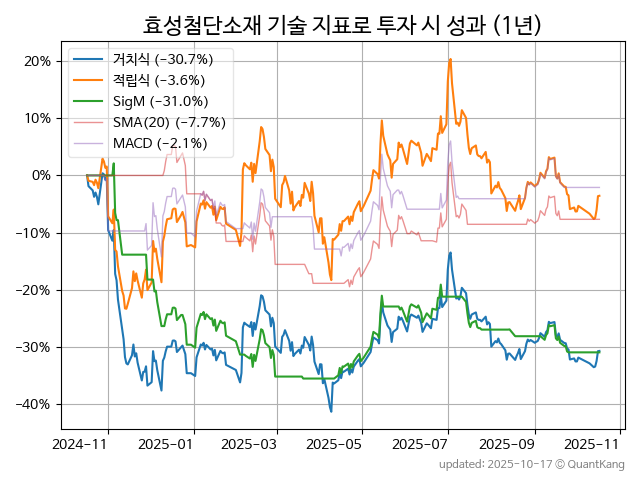 효성첨단소재 기술 지표로 투자 시 성과 (1년)
거치식 (−30.7%)
적립식 (−3.6%)
SigM (−31.0%)
SMA(20) (−7.7%)
MACD (−2.1%)
20%
10%
0%
−10%
−20%
−30%
−40%
2024−11
2025−01
2025−03
2025−05
2025−07
2025−09
2025−11
updated: 2025-10-17 © QuantKang